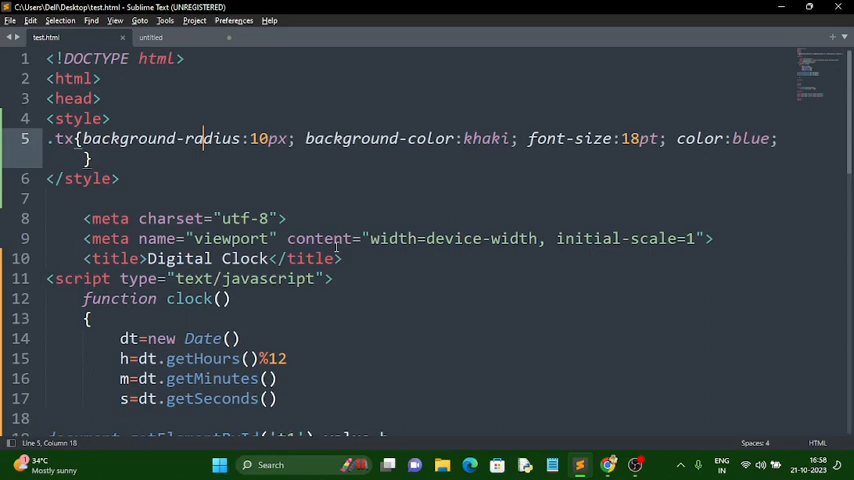 C:\Users\Dell\Desktop\test.html - Sublime Text (UNREGISTERED)
File Edit Selection Find View Goto Tools Project Preferences Help
test.html untitled
1 <!DOCTYPE html>
2 <html>
3 <head>
4 <style>
5 .tx{background-radius:10px; background-color:khaki; font-size:18pt; color:blue;
}
6 </style>
7
8 <meta charset="utf-8">
9 <meta name="viewport" content="width=device-width, initial-scale=1">
10 <title>Digital Clock</title>
11 <script type="text/javascript">
12 function clock()
13 {
14 dt=new Date()
15 h=dt.getHours()%12
16 m=dt.getMinutes()
17 s=dt.getSeconds()
18
document.getElementById('t1').value=h
Line 5, Column 18 Spaces: 4 HTML
34°C
Mostly sunny
Search
ENG
IN
16:58
21-10-2023